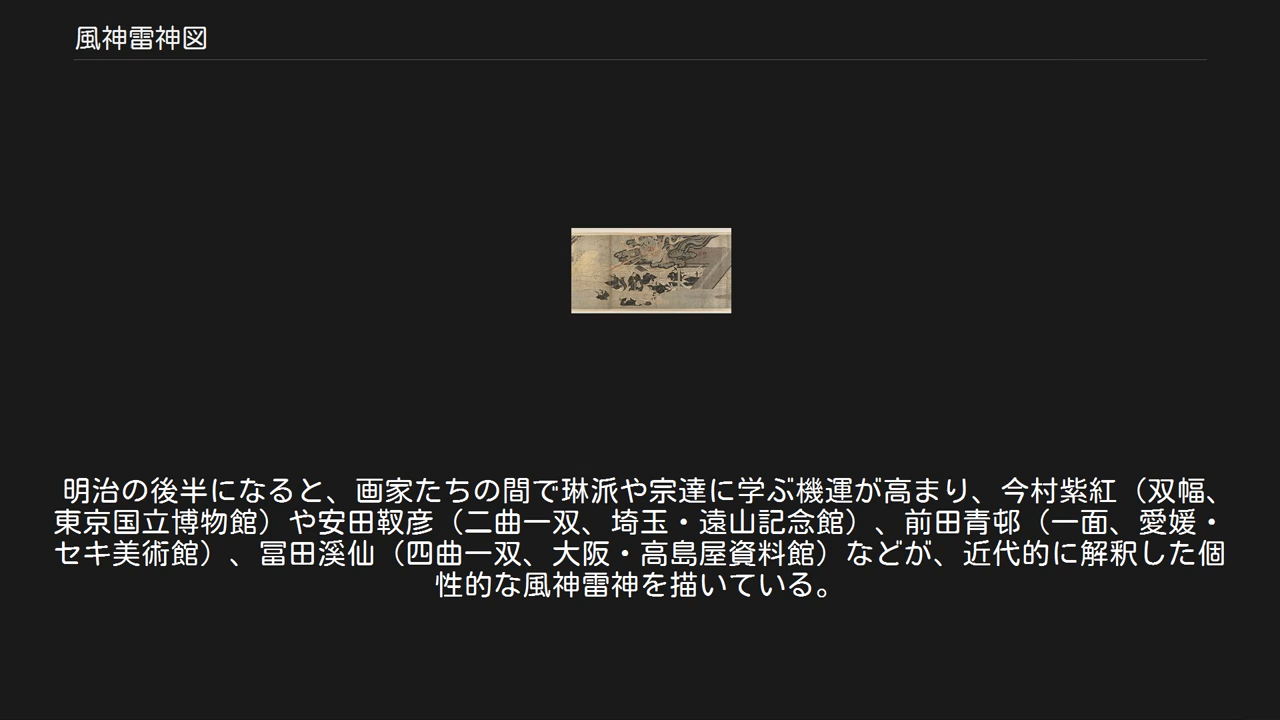 風神雷神図
明治の後半になると、画家たちの間で琳派や宗達に学ぶ機運が高まり、今村紫紅（双幅、
東京国立博物館）や安田靫彦（二曲一双、埼玉・遠山記念館）、前田青邨（一面、愛媛・
セキ美術館）、冨田溪仙（四曲一双、大阪・高島屋資料館）などが、近代的に解釈した個
性的な風神雷神を描いている。